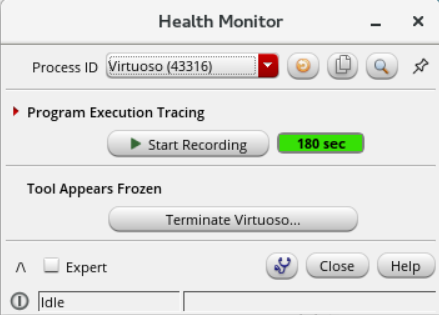 Health Monitor
Process ID Virtuoso (43316)
Program Execution Tracing
Start Recording 180 sec
Tool Appears Frozen
Terminate Virtuoso...
Expert Close Help
Idle